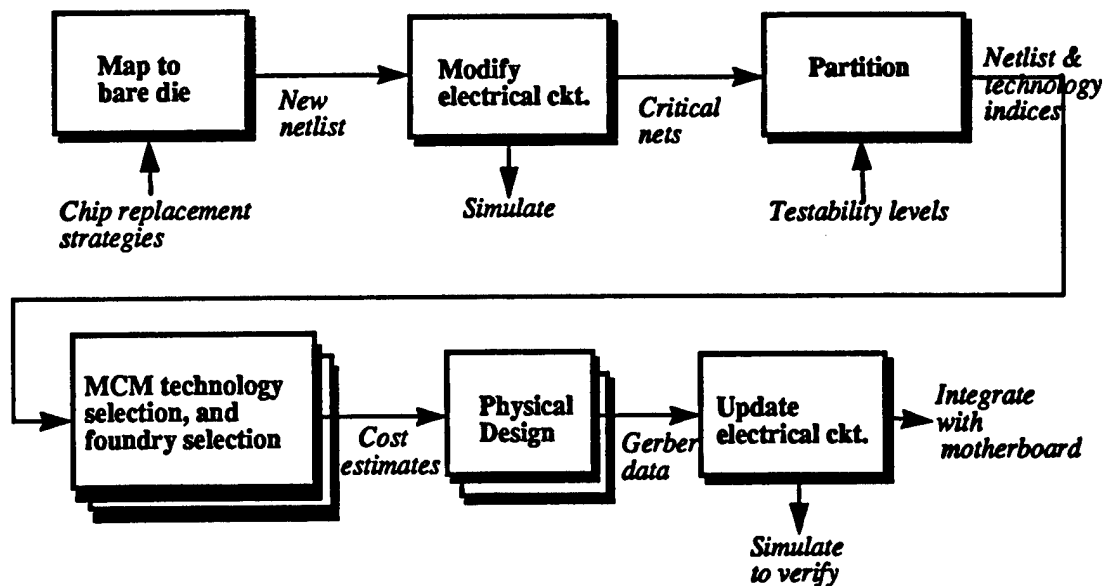 Map to
bare die
New
netlist
Modify
electrical ckt.
Critical
nets
Partition
Netlist &
technology
indices
Chip replacement
strategies
Simulate
Testability levels
MCM technology
selection, and
foundry selection
Cost
estimates
Physical
Design
Gerber
data
Update
electrical ckt.
Integrate
with
motherboard
Simulate
to verify